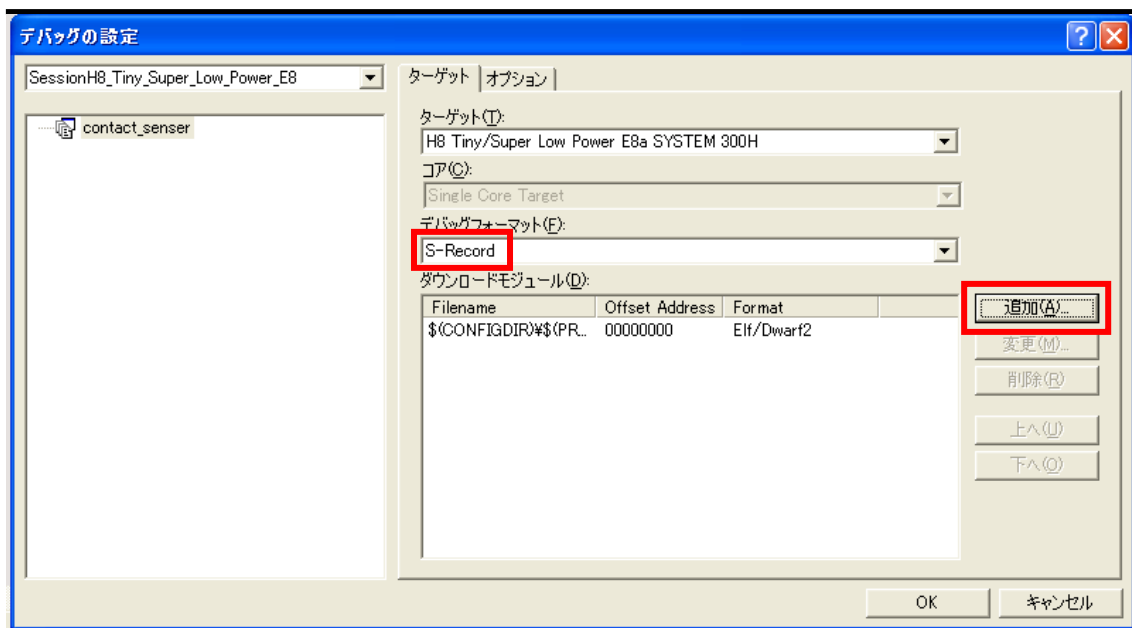 デバッグの設定
SessionH8_Tiny_Super_Low_Power_E8
contact_senser
ターゲット オプション
ターゲット(T):
H8 Tiny/Super Low Power E8a SYSTEM 300H
コア(C):
Single Core Target
デバッグフォーマット(F):
S-Record
ダウンロードモジュール(D):
Filename Offset Address Format
$(CONFIGDIR)¥$(PR... 00000000 Elf/Dwarf2
追加(A)...
変更(M)...
削除(R)
上へ(U)
下へ(O)
OK キャンセル